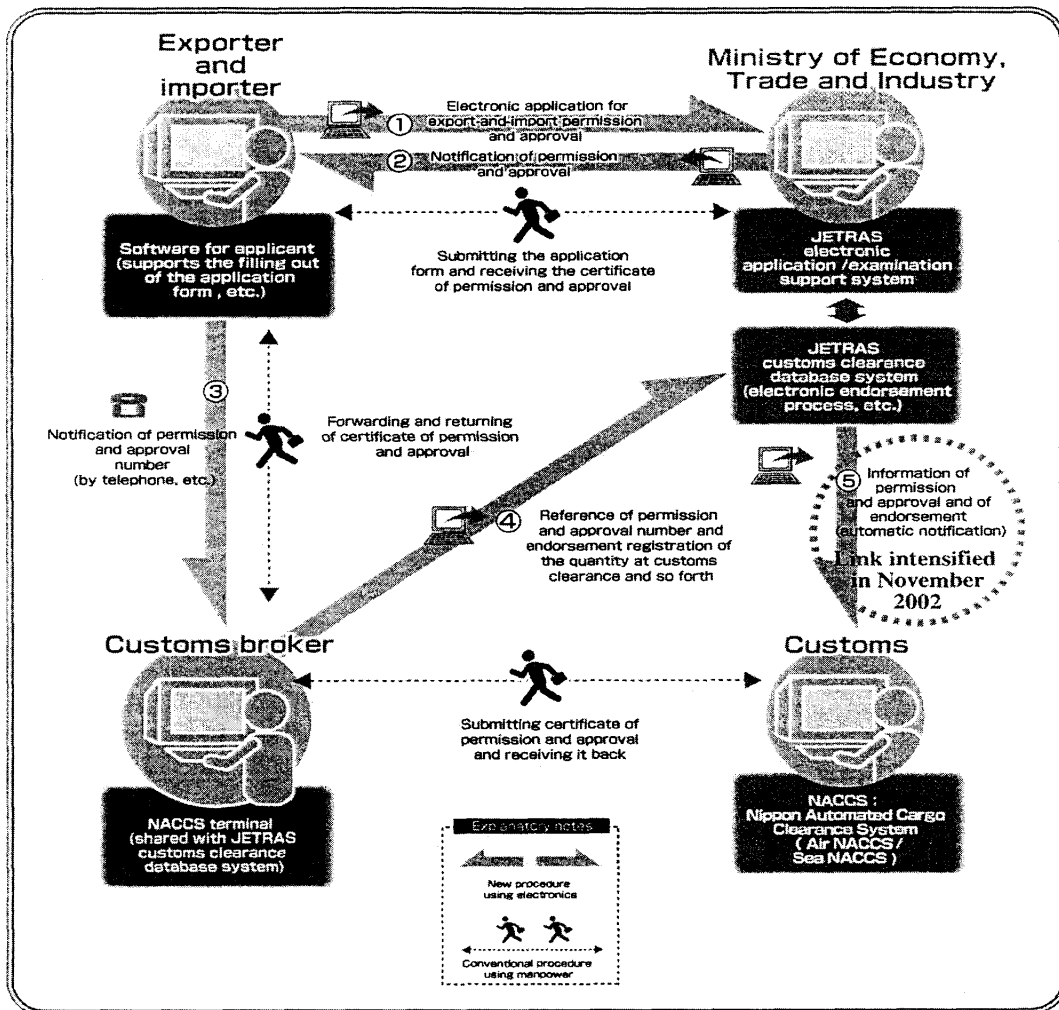 Exporter
and
importer
Ministry of Economy,
Trade and Industry
① Electronic application for
export-and-import permission
and approval
② Notification of permission
and approval
Software for applicant
(supports the filling out
of the application
form , etc.)
Submitting the application
form and receiving the certificate
of permission and approval
JETRAS
electronic
application /examination
support system
JETRAS
customs clearance
database system
(electronic endorsement
process, etc.)
③
Notification of permission
and approval
number
(by telephone, etc.)
Forwarding and returning
of certificate of permission
and approval
④ Reference of permission
and approval number and
endorsement registration of
the quantity at customs
clearance and so forth
⑤ Information of
permission
and approval and of
endorsement
(automatic notification)
Link intensified
in November
2002
Customs broker
Customs
Submitting certificate of
permission and approval
and receiving it back
NACCS terminal
(shared with JETRAS
customs clearance
database system)
NACCS :
Nippon Automated Cargo
Clearance System
( Air NACCS /
Sea NACCS )
Explanatory notes
New procedure
using electronics
Conventional procedure
using manpower